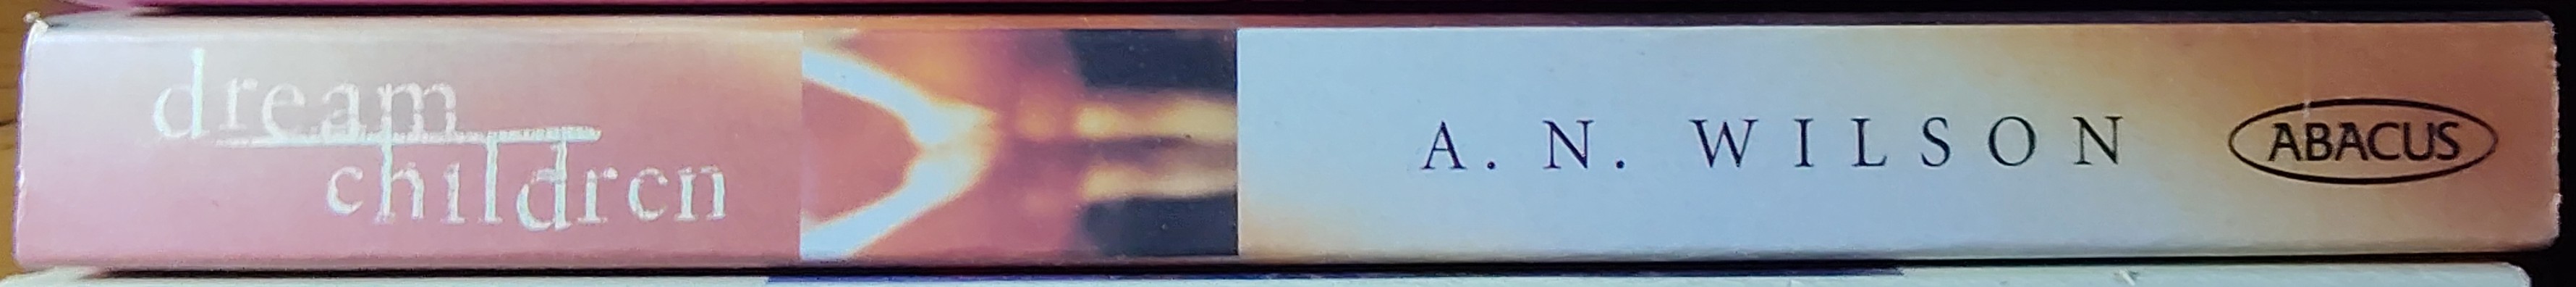 dream
children
A. N. WILSON
ABACUS